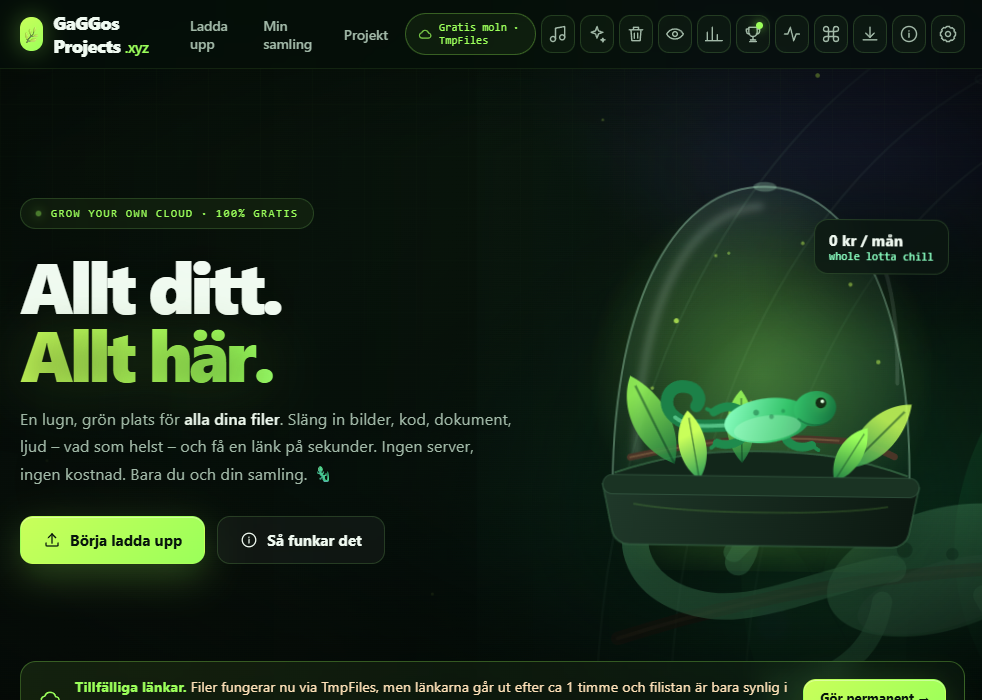 GaGGos
Projects .xyz
Ladda
upp
Min
samling
Projekt
Gratis moln ·
TmpFiles
GROW YOUR OWN CLOUD · 100% GRATIS
Allt ditt.
Allt här.
0 kr / mån
whole lotta chill
En lugn, grön plats för alla dina filer. Släng in bilder, kod, dokument,
ljud – vad som helst – och få en länk på sekunder. Ingen server,
ingen kostnad. Bara du och din samling.
Börja ladda upp
Så funkar det
Tillfälliga länkar. Filer fungerar nu via TmpFiles, men länkarna går ut efter ca 1 timme och filistan är bara synlig i
Gör permanent →